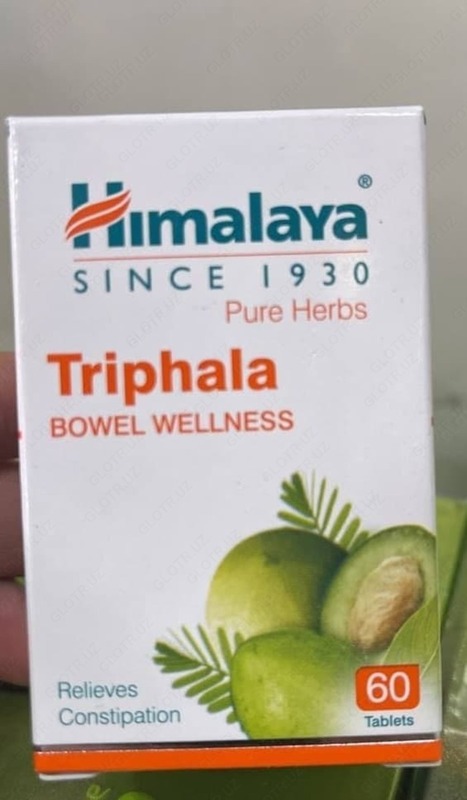 Himalaya®
SINCE 1930
Pure Herbs
Triphala
BOWEL WELLNESS
Relieves
Constipation
60
Tablets